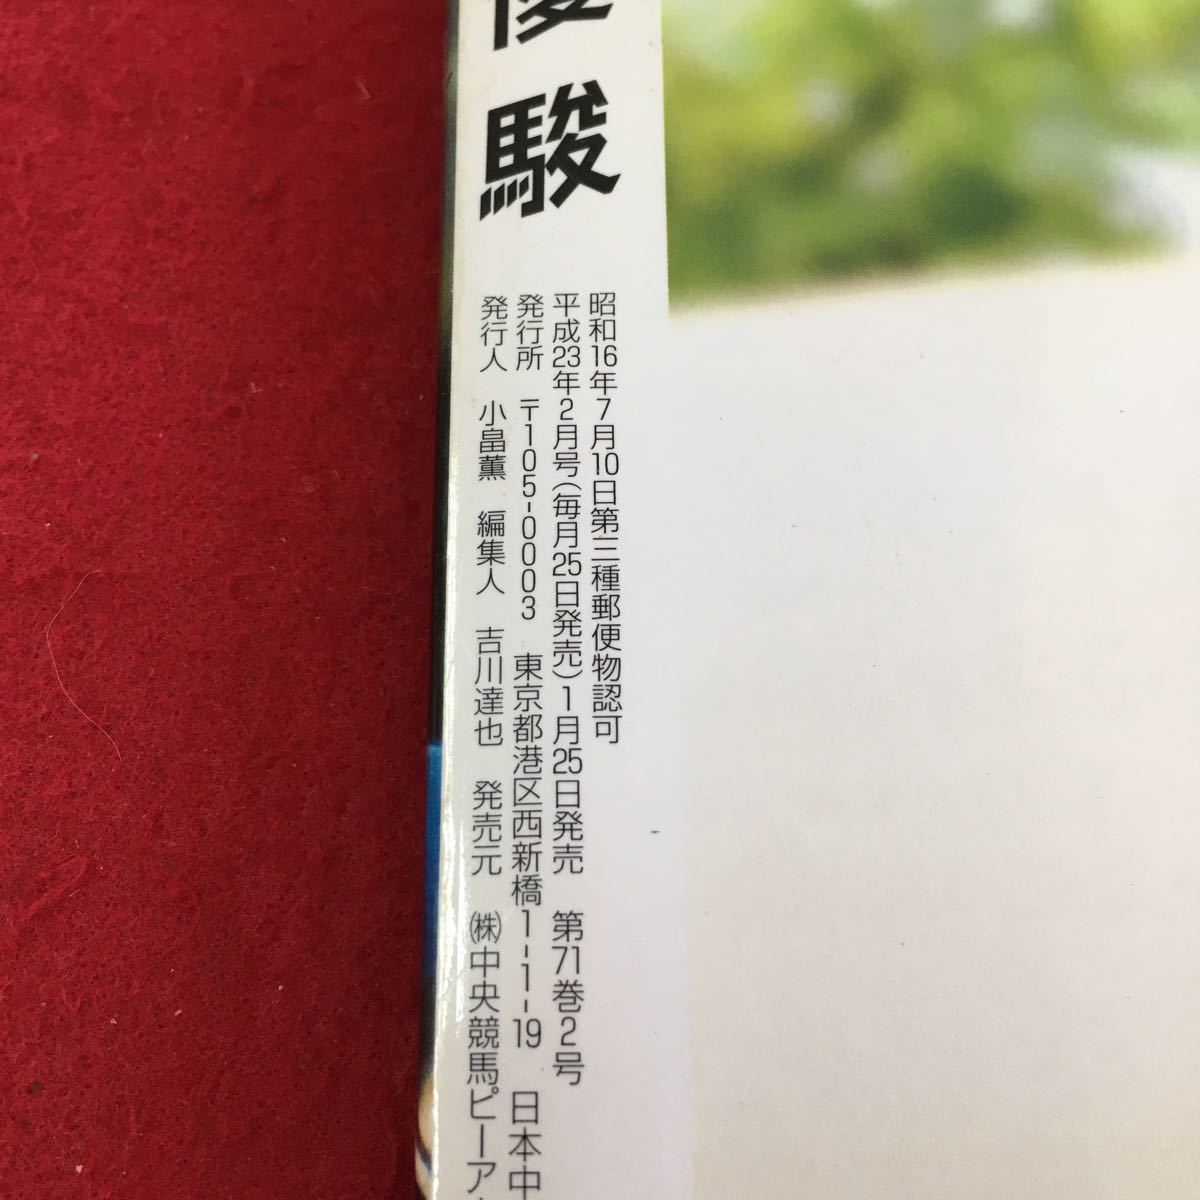 優駿
昭和16年7月10日第三種郵便物認可
平成23年2月号(毎月25日発売)1月25日発売 第71巻2号
発行所 〒105-0003 東京都港区西新橋1-1-19 日本中
発行人 小畠薫 編集人 吉川達也 発売元 ㈱中央競馬ピーア